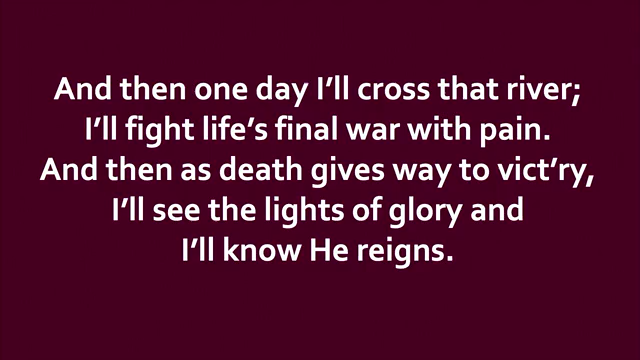 And then one day I’ll cross that river;
I’ll fight life’s final war with pain.
And then as death gives way to vict’ry,
I’ll see the lights of glory and
I’ll know He reigns.